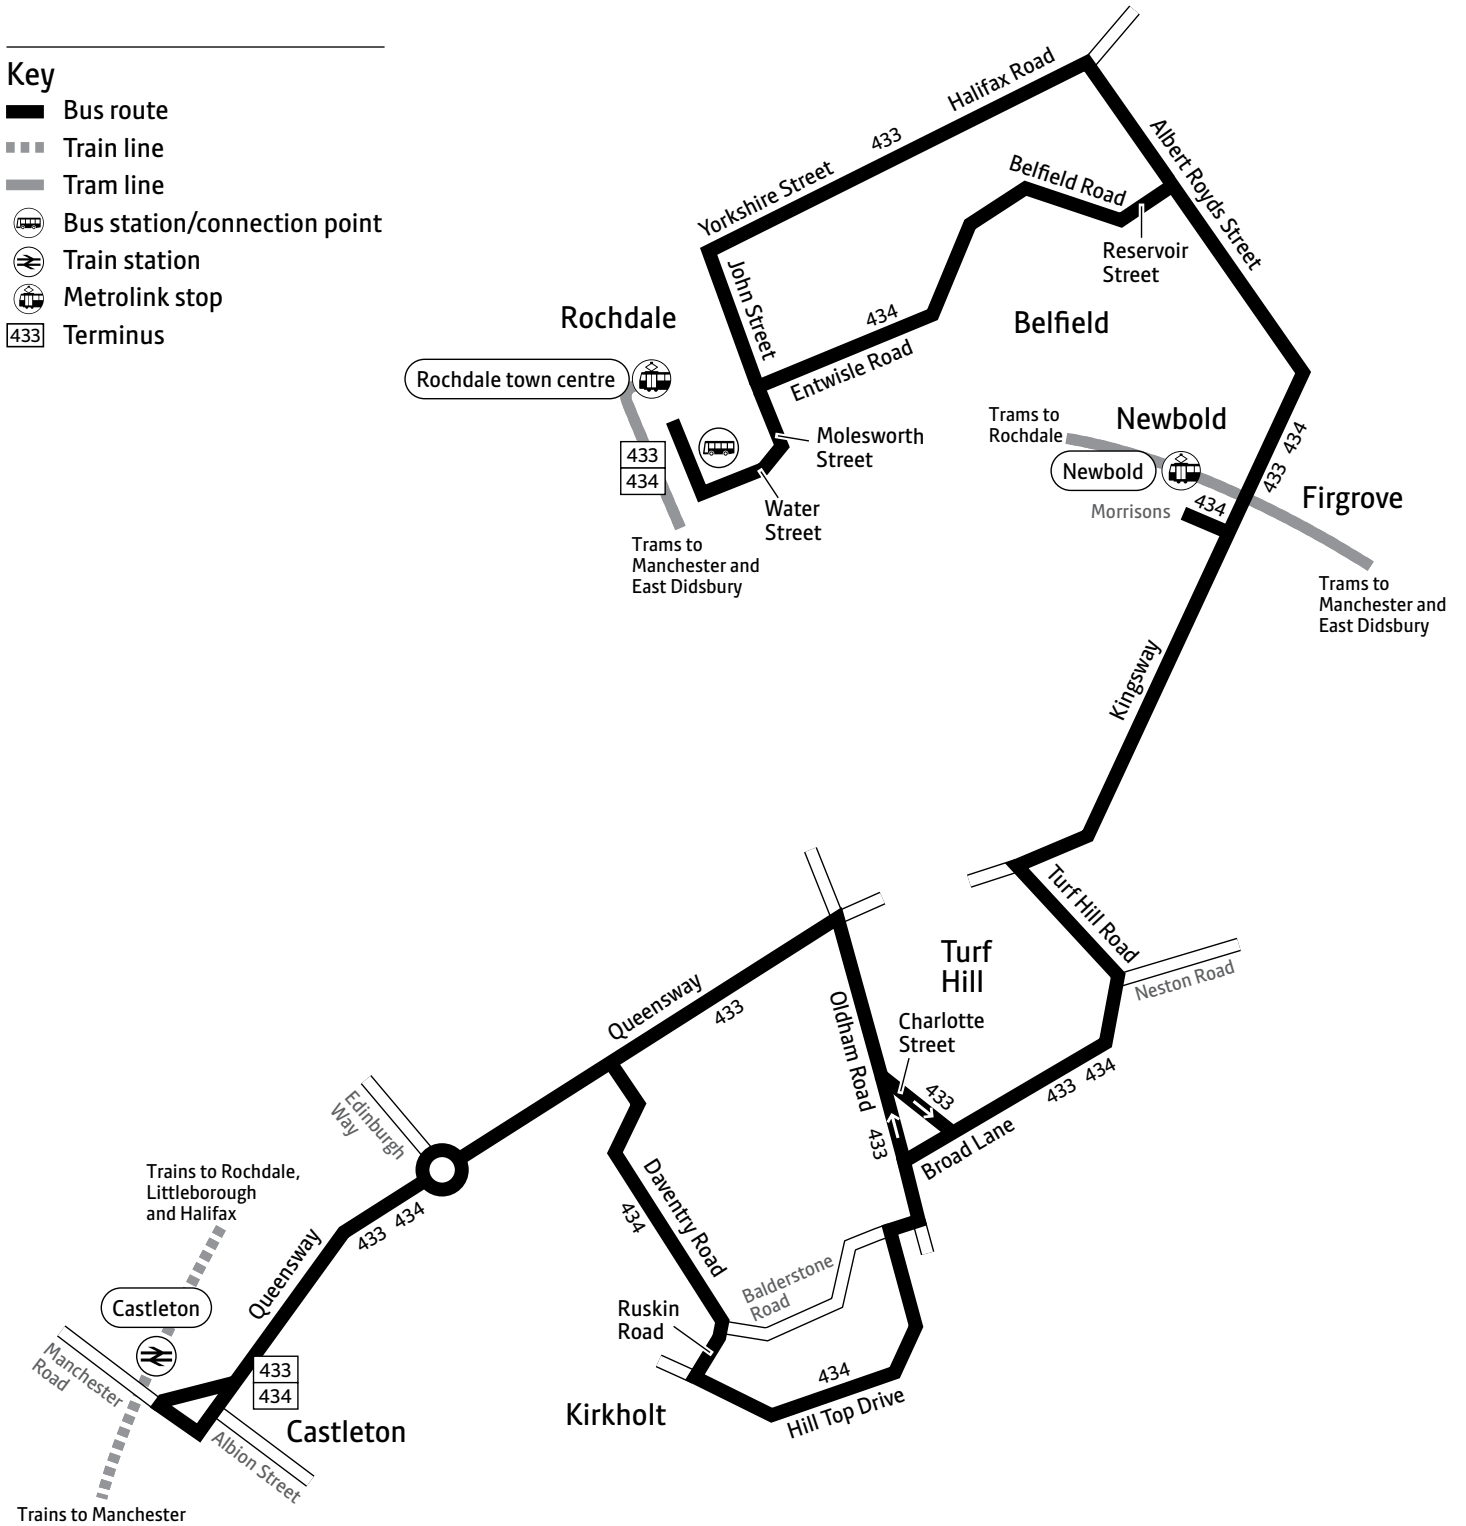 Key
Bus route
Train line
Tram line
Bus station/connection point
Train station
Metrolink stop
433
Terminus
Halifax Road
433
Yorkshire Street
Albert Royds Street
Belfield Road
Reservoir
Street
John Street
Rochdale
434
Entwisle Road
Belfield
Rochdale town centre
433
434
Molesworth
Street
Water
Street
Trams to
Manchester and
East Didsbury
Trams to
Rochdale
Newbold
Newbold
Morrisons
434
433 434
Firgrove
Trams to
Manchester and
East Didsbury
Kingsway
Turf Hill Road
Neston Road
Turf
Hill
Charlotte
Street
433
Oldham Road
433
433 434
Broad Lane
Queensway
433
Edinburgh
Way
Daventry Road
434
Balderstone
Road
Ruskin
Road
434
Hill Top Drive
Kirkholt
Trains to Rochdale,
Littleborough
and Halifax
433 434
Queensway
Castleton
Manchester
Road
433
434
Castleton
Albion Street
Trains to Manchester